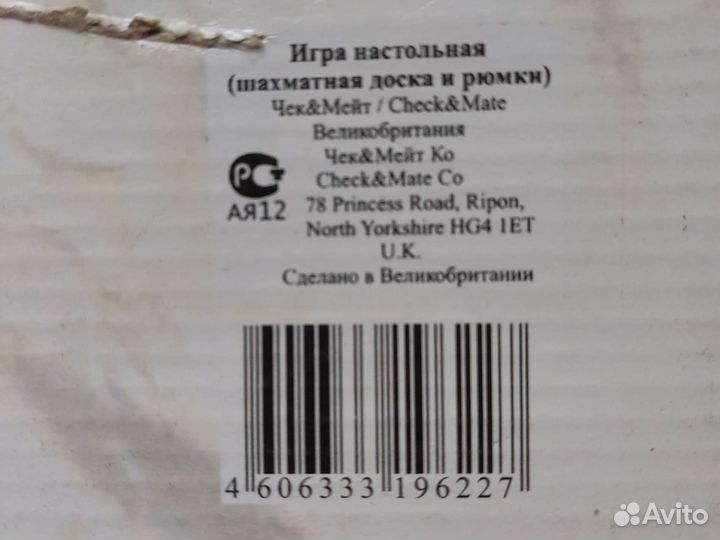 Игра настольная
(шахматная доска и рюмки)
Чек&Мейт / Check&Mate
Великобритания
Чек&Мейт Ко
Check&Mate Co
РСТ
АЯ12
78 Princess Road, Ripon,
North Yorkshire HG4 1ET
U.K.
Сделано в Великобритании
4 606333 196227
Avito